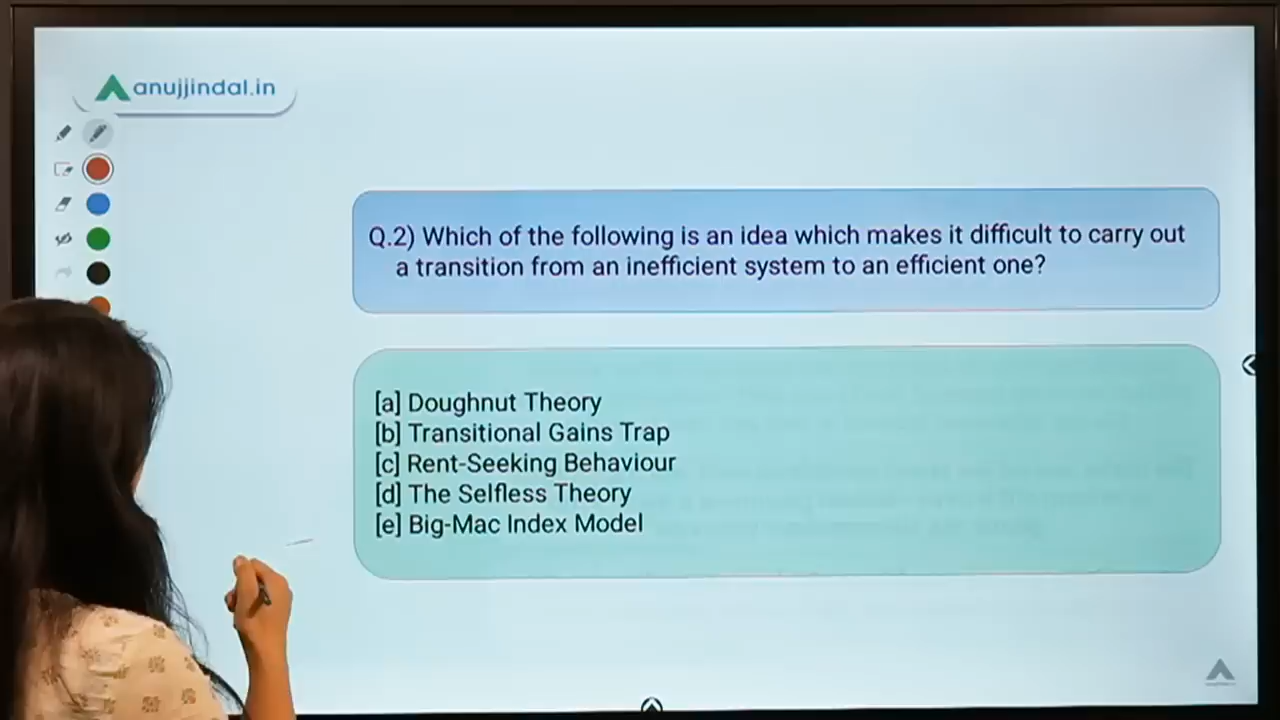 anujjindal.in
Q.2) Which of the following is an idea which makes it difficult to carry out
a transition from an inefficient system to an efficient one?
[a] Doughnut Theory
[b] Transitional Gains Trap
[c] Rent-Seeking Behaviour
[d] The Selfless Theory
[e] Big-Mac Index Model